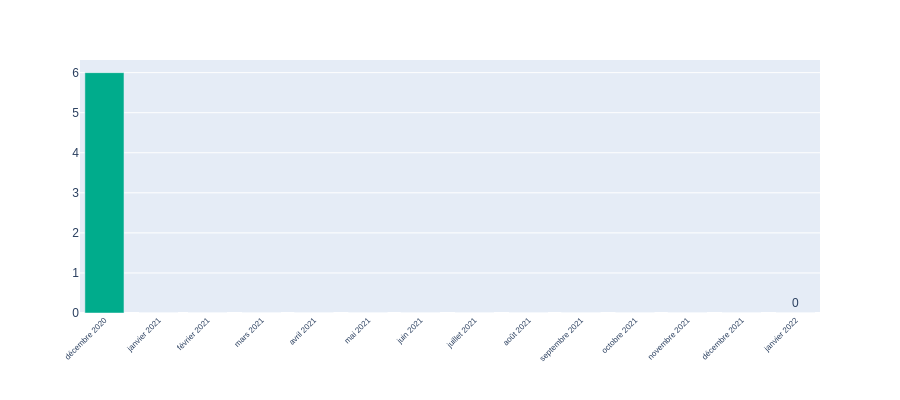 6
5
4
3
2
1
0
0
décembre 2020
janvier 2021
février 2021
mars 2021
avril 2021
mai 2021
juin 2021
juillet 2021
août 2021
septembre 2021
octobre 2021
novembre 2021
décembre 2021
janvier 2022